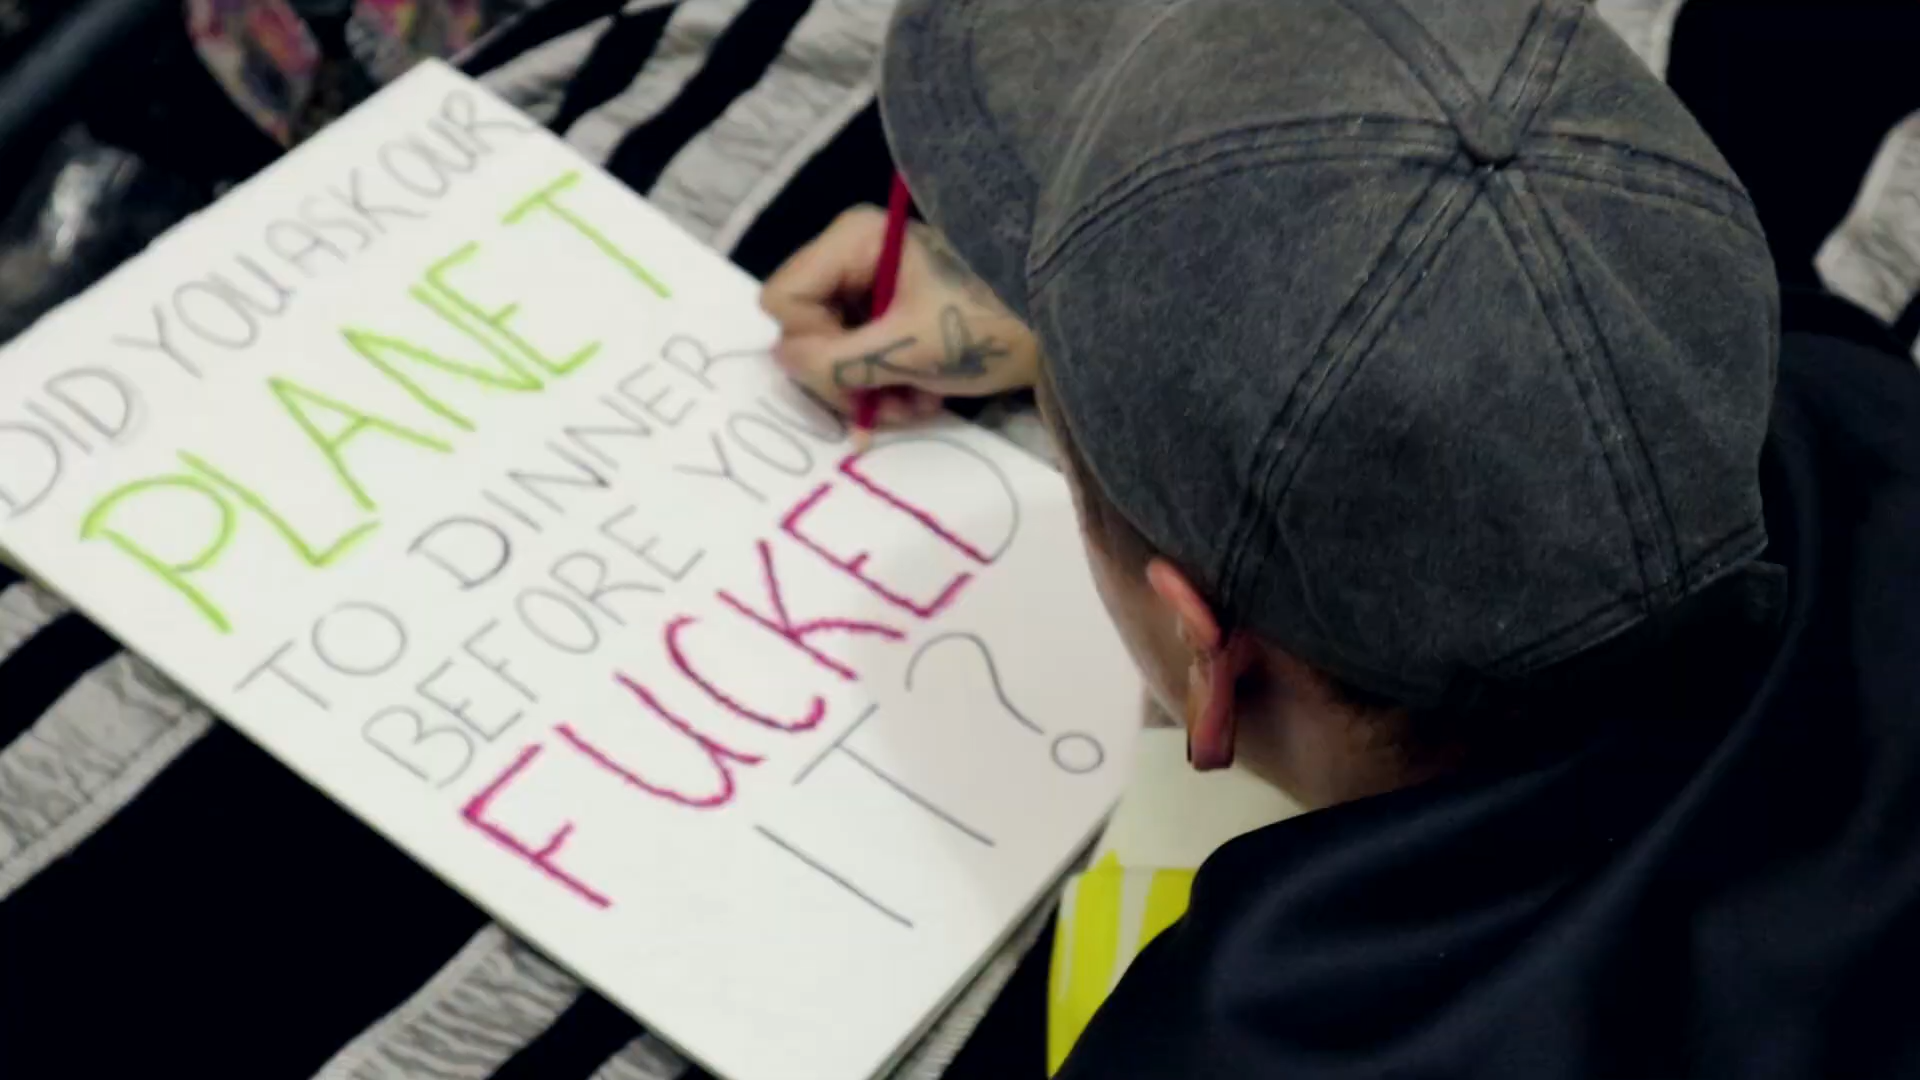 DID YOU ASK OUR
PLANET
TO DINNER
BEFORE YOU
FUCKED
IT?